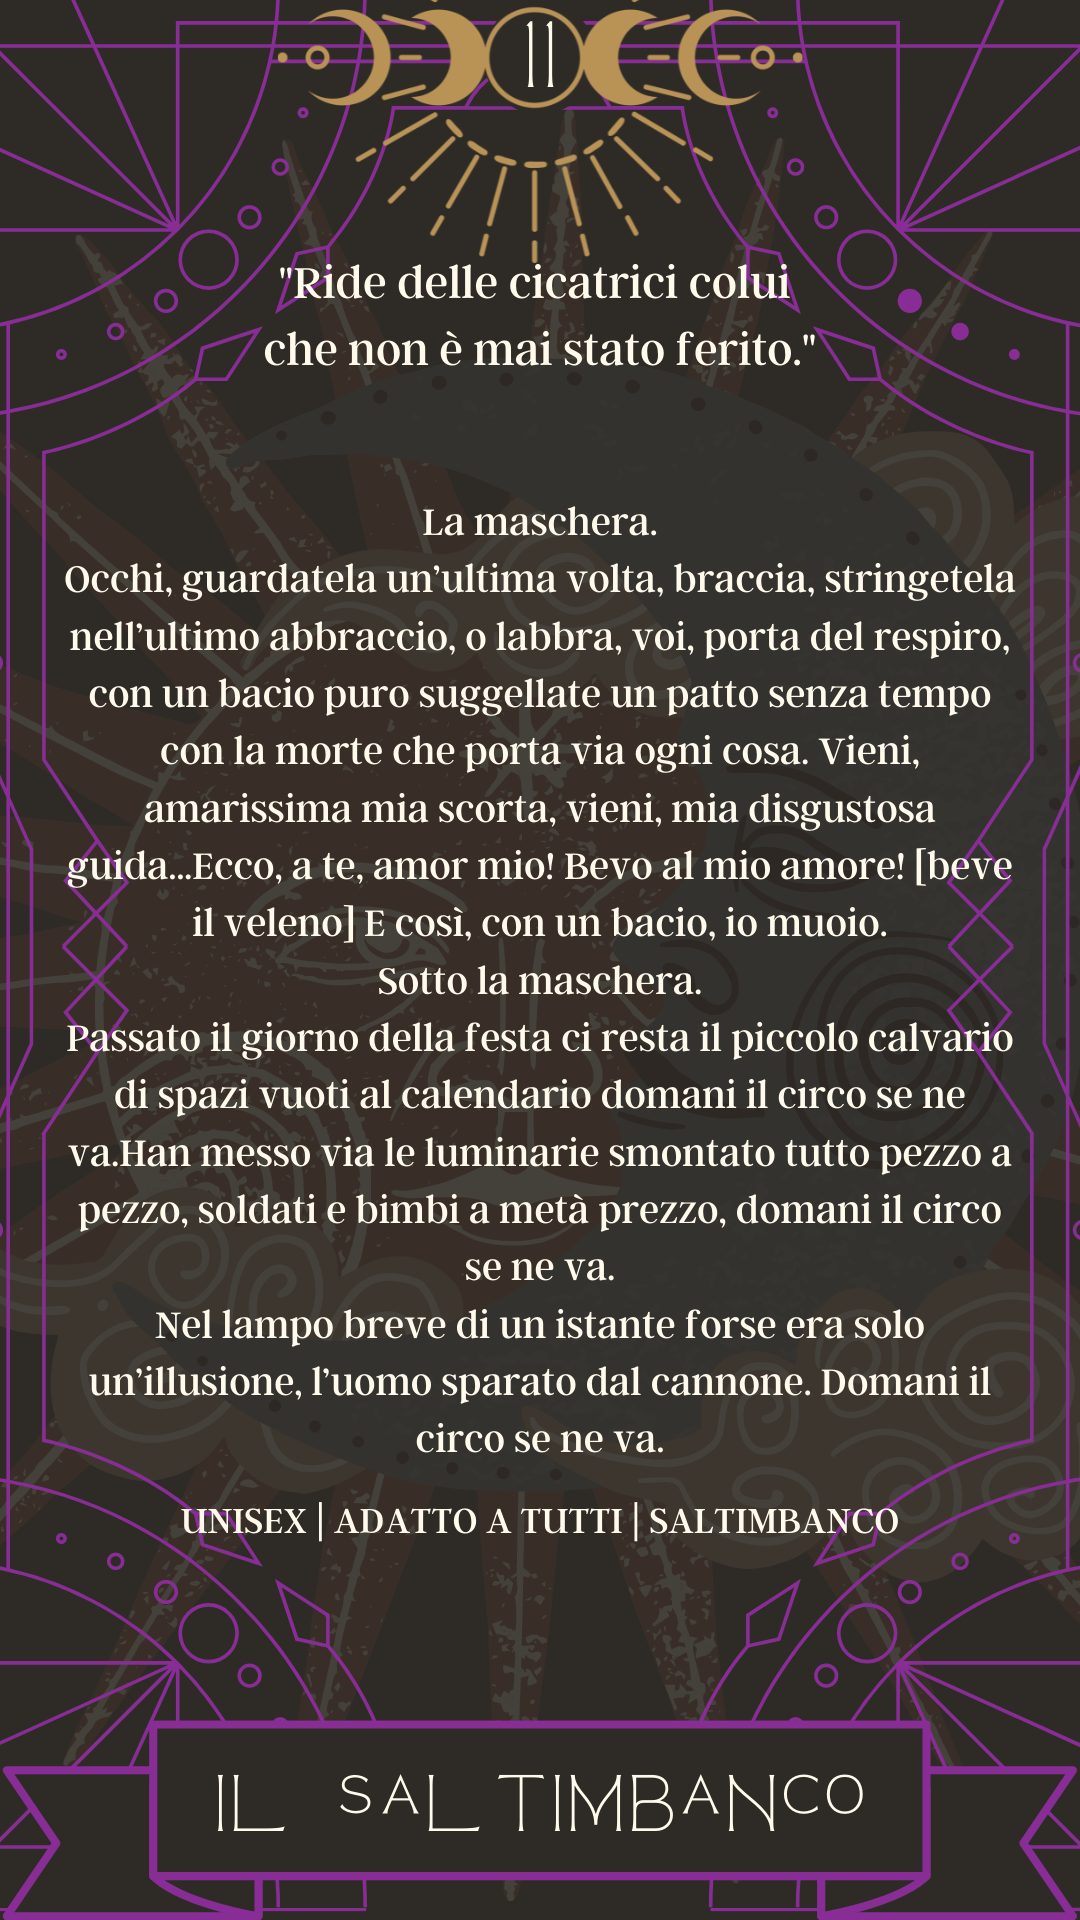 11
"Ride delle cicatrici colui
che non è mai stato ferito."
La maschera.
Occhi, guardatela un’ultima volta, braccia, stringetela
nell’ultimo abbraccio, o labbra, voi, porta del respiro,
con un bacio puro suggellate un patto senza tempo
con la morte che porta via ogni cosa. Vieni,
amarissima mia scorta, vieni, mia disgustosa
guida...Ecco, a te, amor mio! Bevo al mio amore! [beve
il veleno] E così, con un bacio, io muoio.
Sotto la maschera.
Passato il giorno della festa ci resta il piccolo calvario
di spazi vuoti al calendario domani il circo se ne
va.Han messo via le luminarie smontato tutto pezzo a
pezzo, soldati e bimbi a metà prezzo, domani il circo
se ne va.
Nel lampo breve di un istante forse era solo
un’illusione, l’uomo sparato dal cannone. Domani il
circo se ne va.
UNISEX | ADATTO A TUTTI | SALTIMBANCO
IL SALTIMBANCO